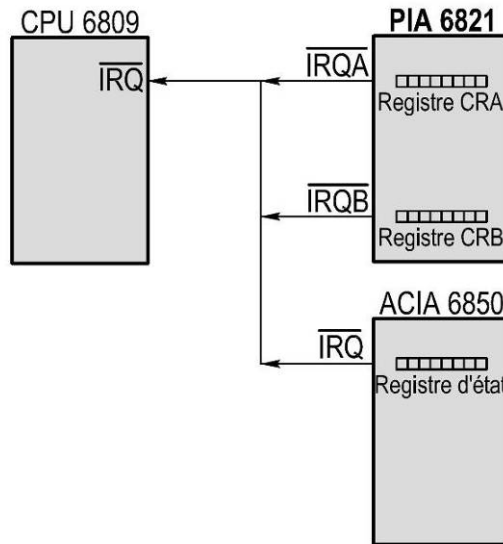 CPU 6809
PIA 6821
IRQ
IRQA
Registre CRA
IRQB
Registre CRB
ACIA 6850
IRQ
Registre d'état